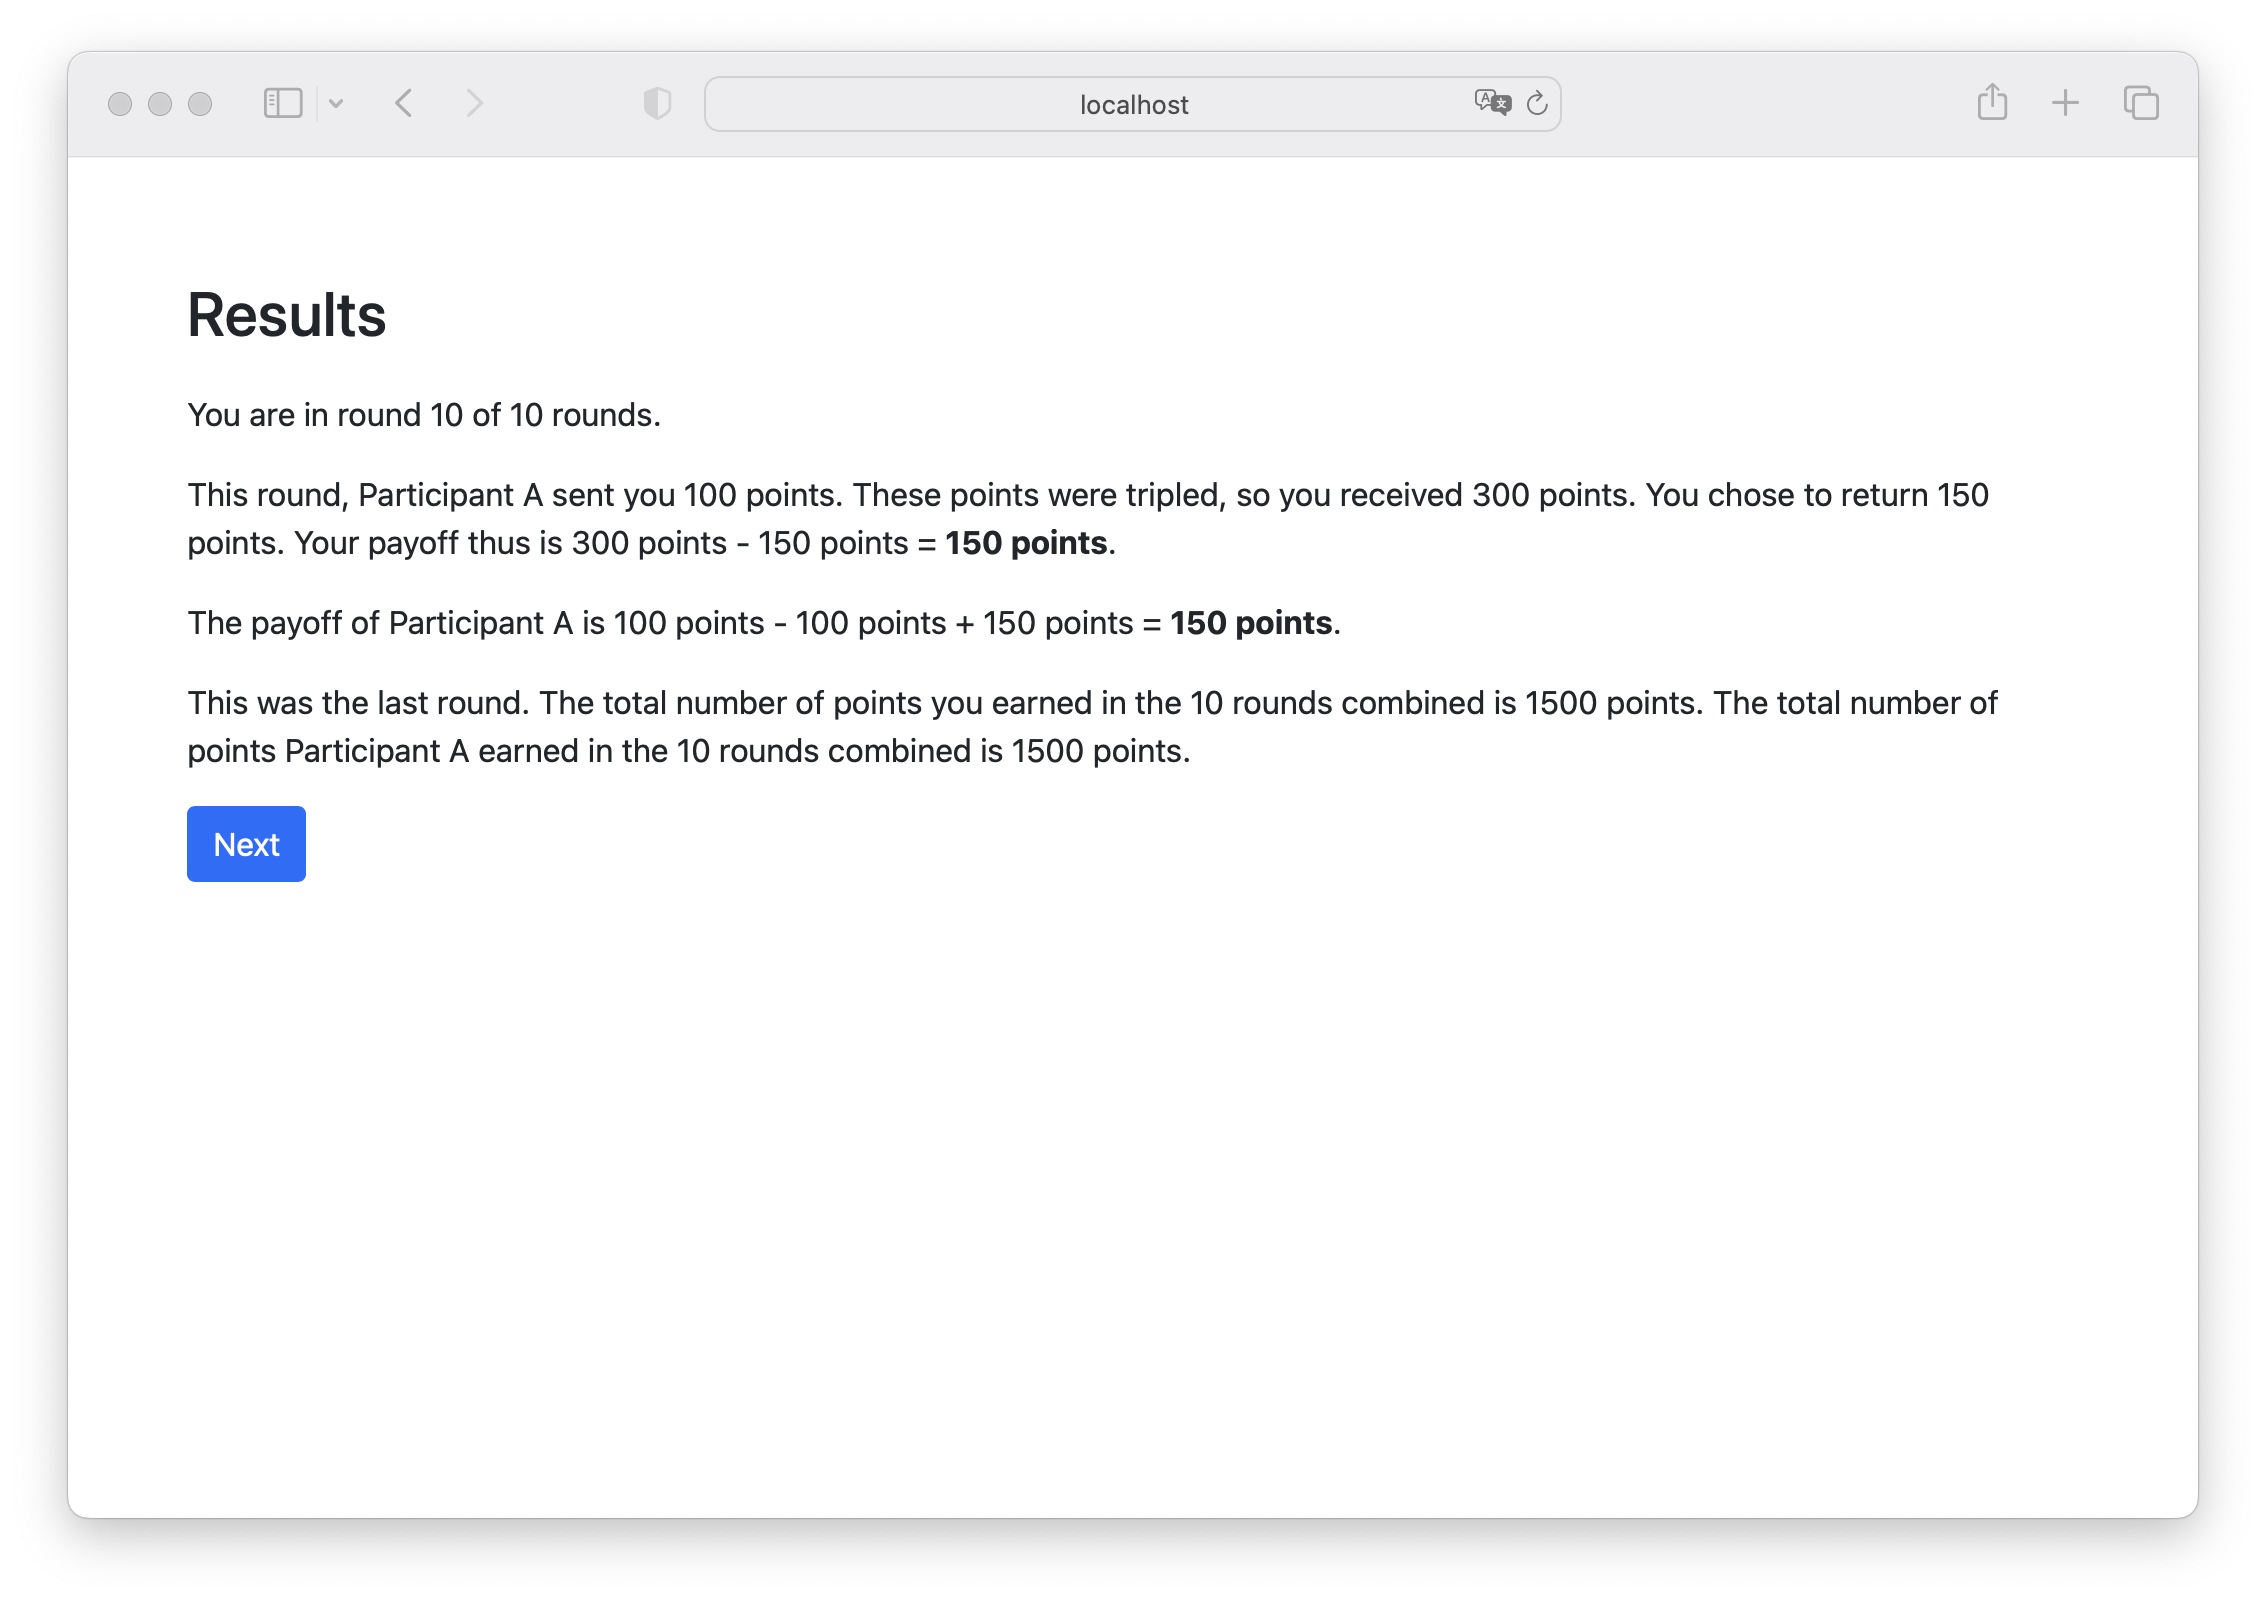 localhost
Results
You are in round 10 of 10 rounds.
This round, Participant A sent you 100 points. These points were tripled, so you received 300 points. You chose to return 150
points. Your payoff thus is 300 points - 150 points = 150 points.
The payoff of Participant A is 100 points - 100 points + 150 points = 150 points.
This was the last round. The total number of points you earned in the 10 rounds combined is 1500 points. The total number of
points Participant A earned in the 10 rounds combined is 1500 points.
Next